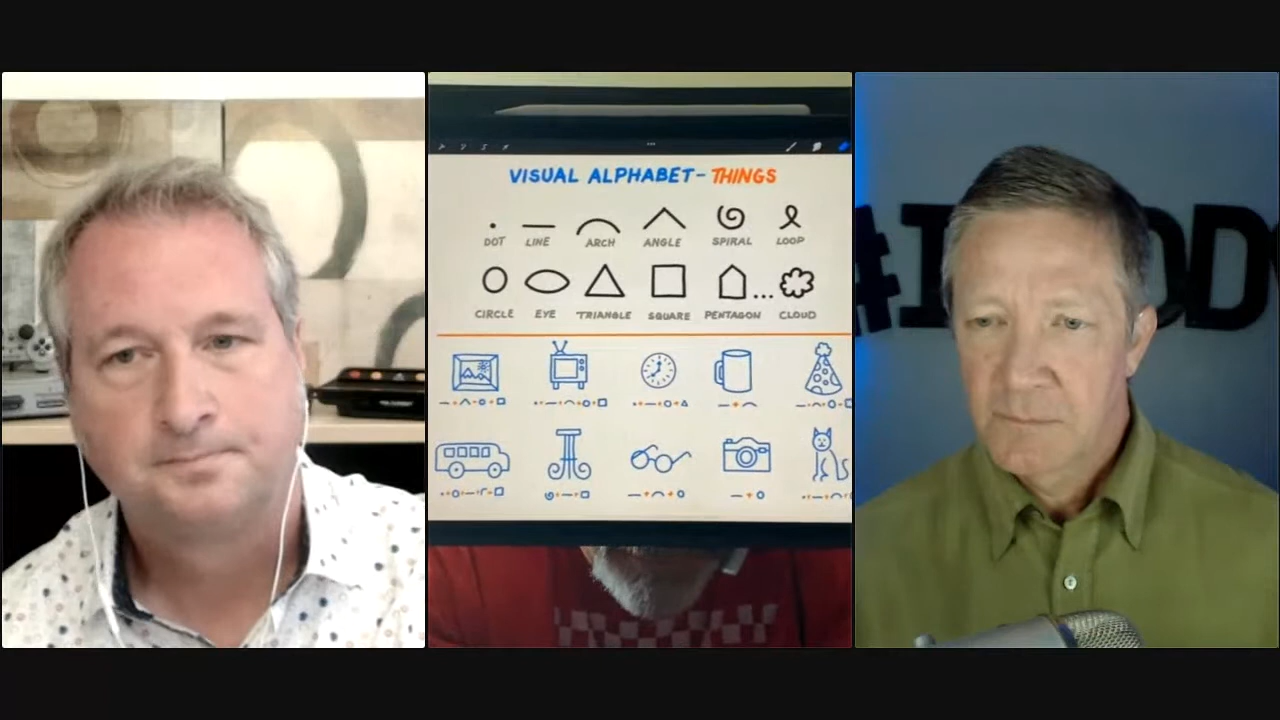 VISUAL ALPHABET - THINGS
DOT LINE ARCH ANGLE SPIRAL LOOP
...
CIRCLE EYE TRIANGLE SQUARE PENTAGON CLOUD